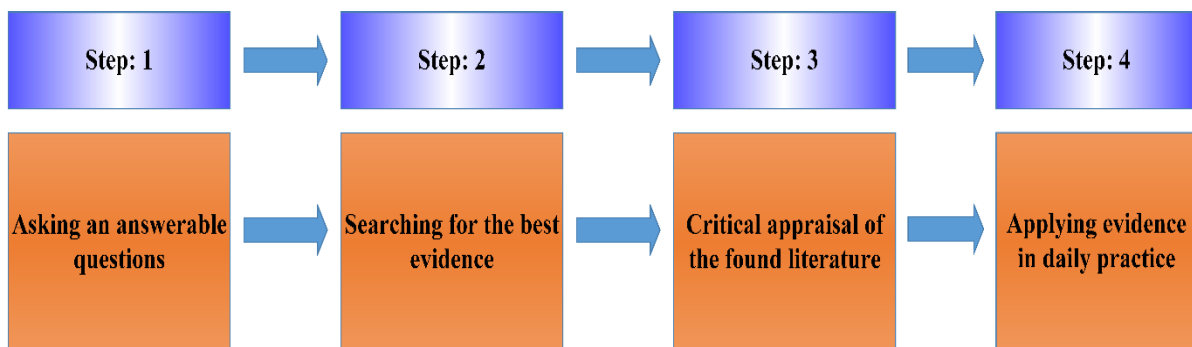 Step: 1
Step: 2
Step: 3
Step: 4
Asking an answerable
questions
Searching for the best
evidence
Critical appraisal of
the found literature
Applying evidence
in daily practice